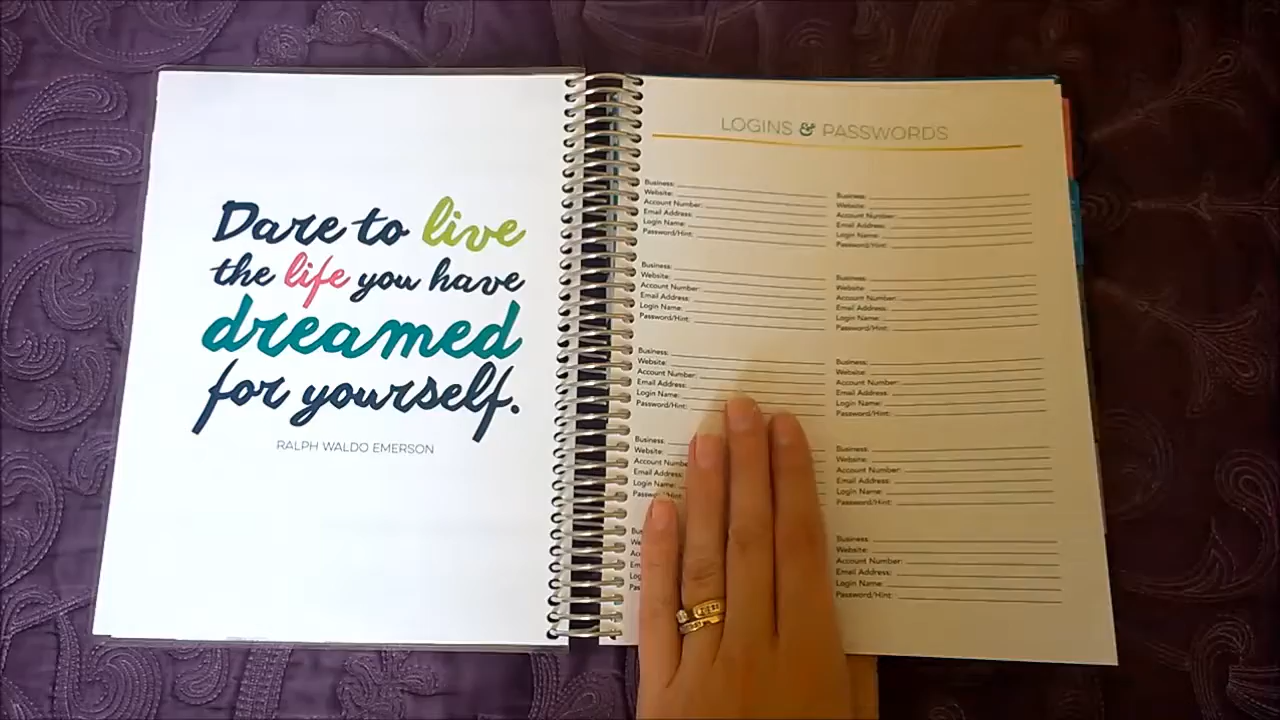 Dare to live
the life you have
dreamed
for yourself.
RALPH WALDO EMERSON
LOGINS & PASSWORDS
Business:
Website:
Account Number:
Email Address:
Login Name:
Password/Hint:
Business:
Website:
Account Number:
Email Address:
Login Name:
Password/Hint:
Business:
Website:
Account Number:
Email Address:
Login Name:
Password/Hint:
Business:
Website:
Account Number
Email Address:
Login Name:
Password/Hint:
Business:
Website:
Account Number:
Email Address:
Login Name:
Password/Hint:
Business:
Website:
Account Number:
Email Address:
Login Name:
Password/Hint:
Business:
Website:
Account Number:
Email Address:
Login Name:
Password/Hint:
Business:
Website:
Account Number:
Email Address:
Login Name:
Password/Hint:
Business:
Website:
Account Number:
Email Address:
Login Name:
Password/Hint: